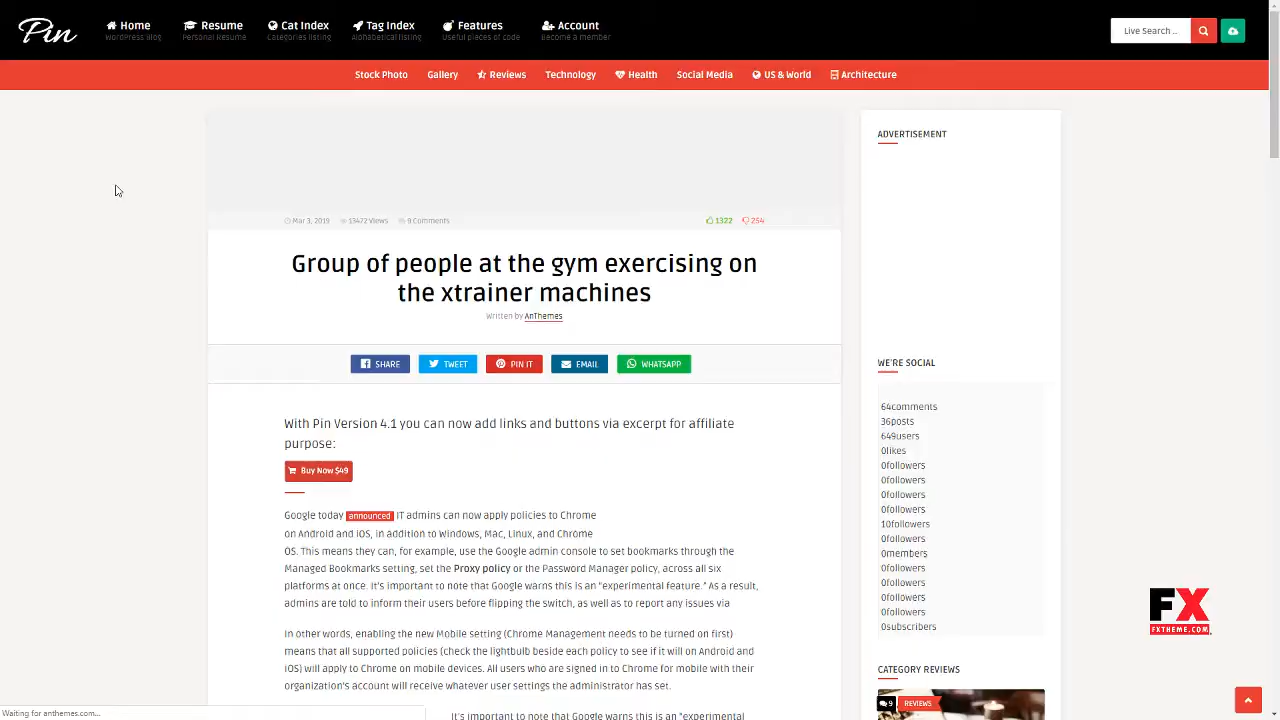 Pin
Home
WordPress Blog
Resume
Personal Resume
Cat Index
Categories listing
Tag Index
Alphabetical listing
Features
Useful pieces of code
Account
Become a member
Live Search ..
Stock Photo
Gallery
Reviews
Technology
Health
Social Media
US & World
Architecture
Mar 3, 2019
13472 Views
9 Comments
1322
254
Group of people at the gym exercising on
the xtrainer machines
Written by AnThemes
SHARE
TWEET
PIN IT
EMAIL
WHATSAPP
With Pin Version 4.1 you can now add links and buttons via excerpt for affiliate
purpose:
Buy Now $49
Google today announced IT admins can now apply policies to Chrome
on Android and iOS, in addition to Windows, Mac, Linux, and Chrome
OS. This means they can, for example, use the Google admin console to set bookmarks through the
Managed Bookmarks setting, set the Proxy policy or the Password Manager policy, across all six
platforms at once. It's important to note that Google warns this is an "experimental feature." As a result,
admins are told to inform their users before flipping the switch, as well as to report any issues via
In other words, enabling the new Mobile setting (Chrome Management needs to be turned on first)
means that all supported policies (check the lightbulb beside each policy to see if it will on Android and
iOS) will apply to Chrome on mobile devices. All users who are signed in to Chrome for mobile with their
organization's account will receive whatever user settings the administrator has set.
It's important to note that Google warns this is an "experimental
ADVERTISEMENT
WE'RE SOCIAL
64comments
36posts
649users
0likes
0followers
0followers
0followers
0followers
10followers
0followers
0members
0followers
0followers
0followers
0followers
0subscribers
CATEGORY REVIEWS
9
REVIEWS
FX
FXTHEME.COM
Waiting for anthemes.com...